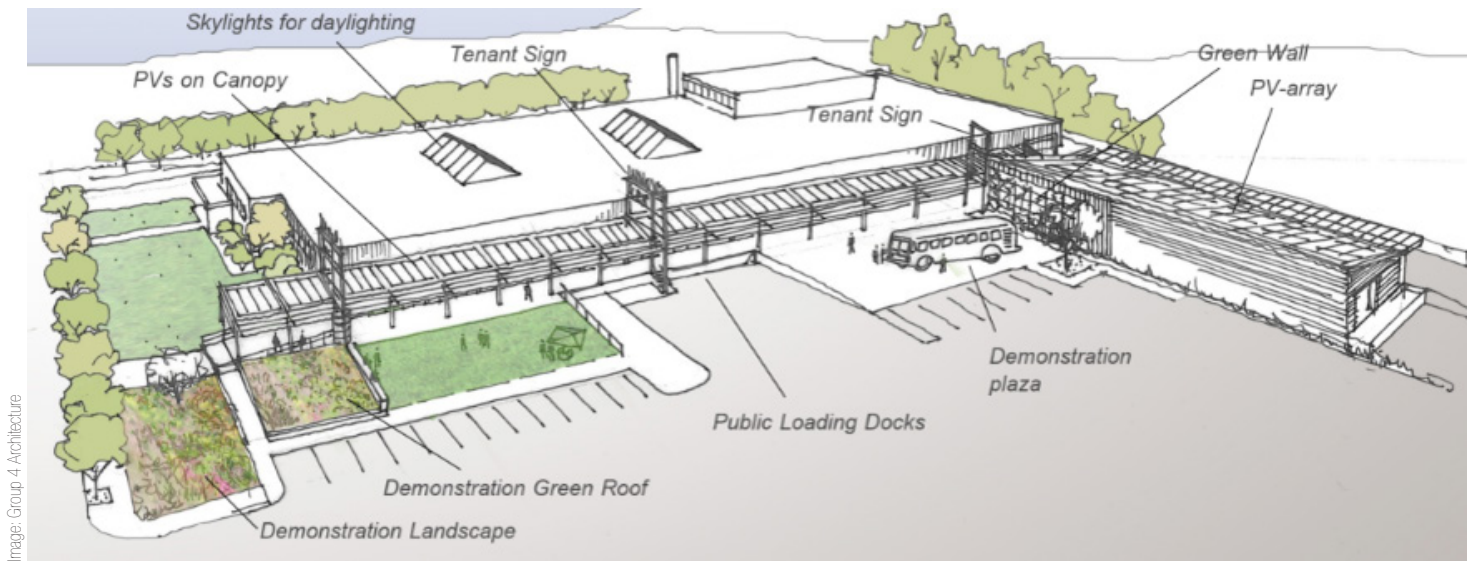 Skylights for daylighting
Tenant Sign
PVs on Canopy
Green Wall
PV-array
Tenant Sign
Demonstration
plaza
Public Loading Docks
Demonstration Green Roof
Demonstration Landscape
Image: Group 4 Architecture